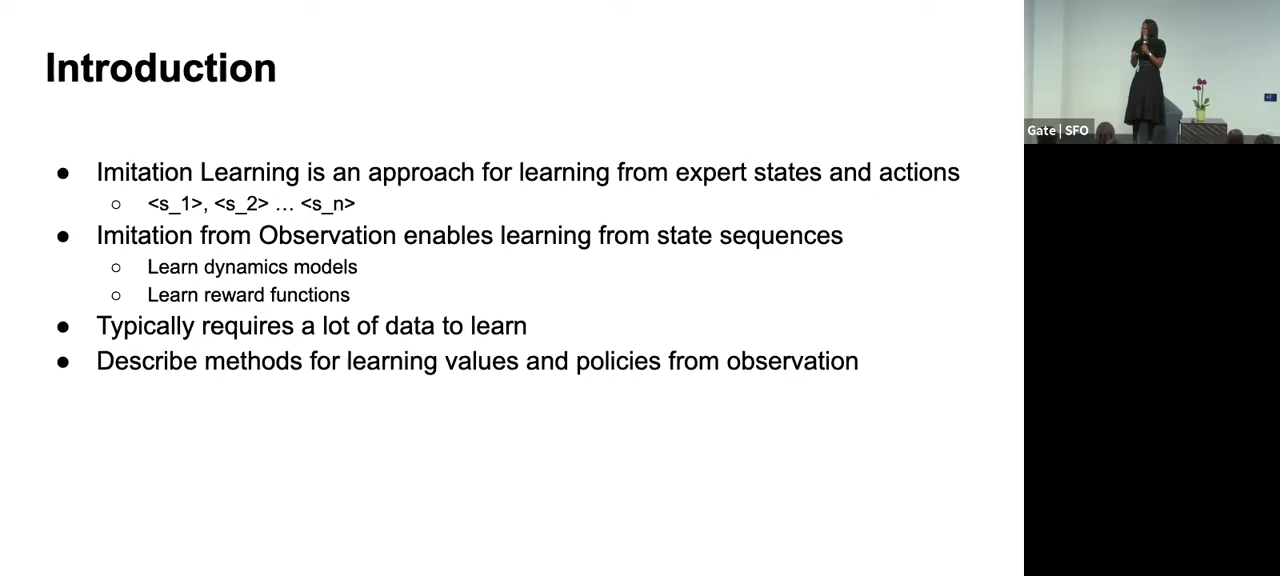 Introduction
● Imitation Learning is an approach for learning from expert states and actions
○ <s_1>, <s_2> … <s_n>
● Imitation from Observation enables learning from state sequences
○ Learn dynamics models
○ Learn reward functions
● Typically requires a lot of data to learn
● Describe methods for learning values and policies from observation
Gate | SFO